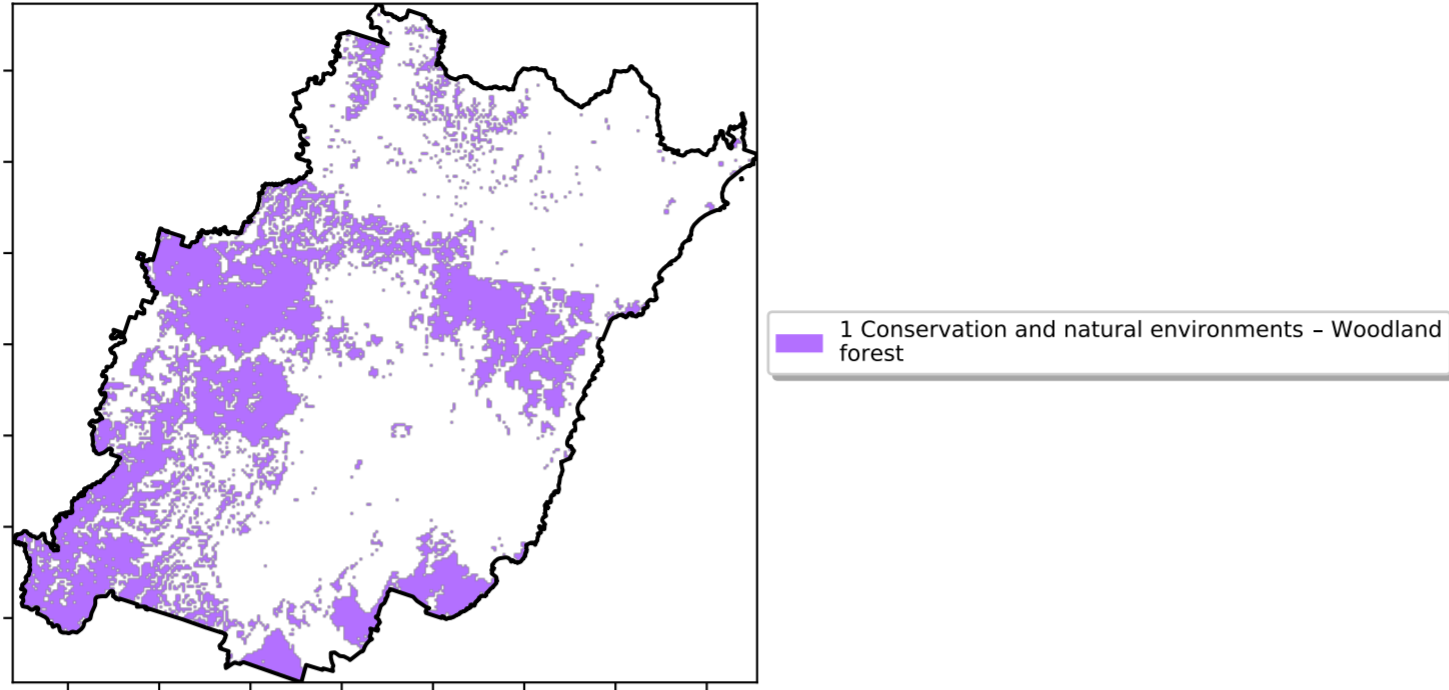 1 Conservation and natural environments – Woodland
forest